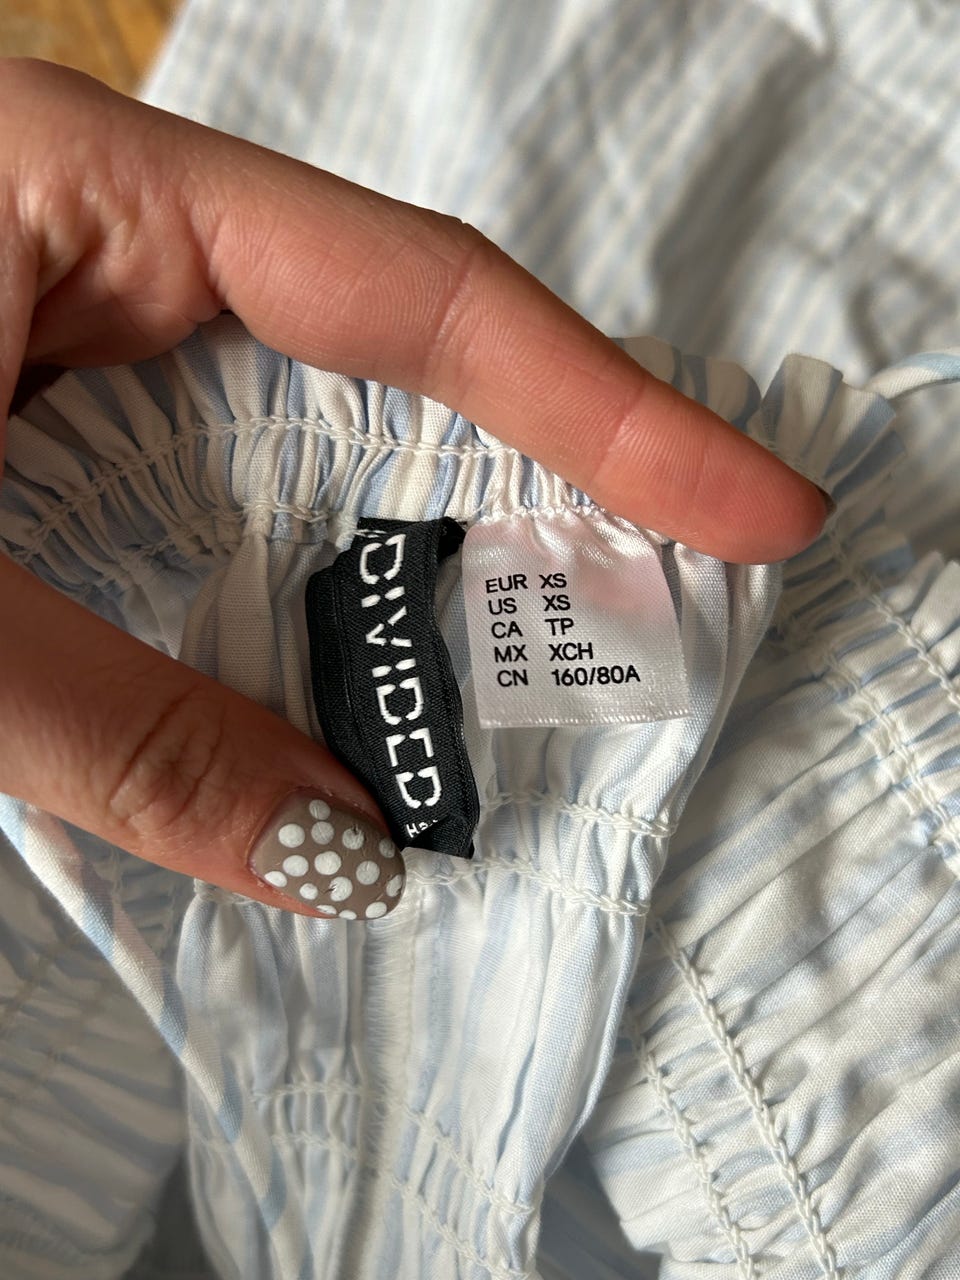 DIVIDED
EUR XS
US XS
CA TP
MX XCH
CN 160/80A